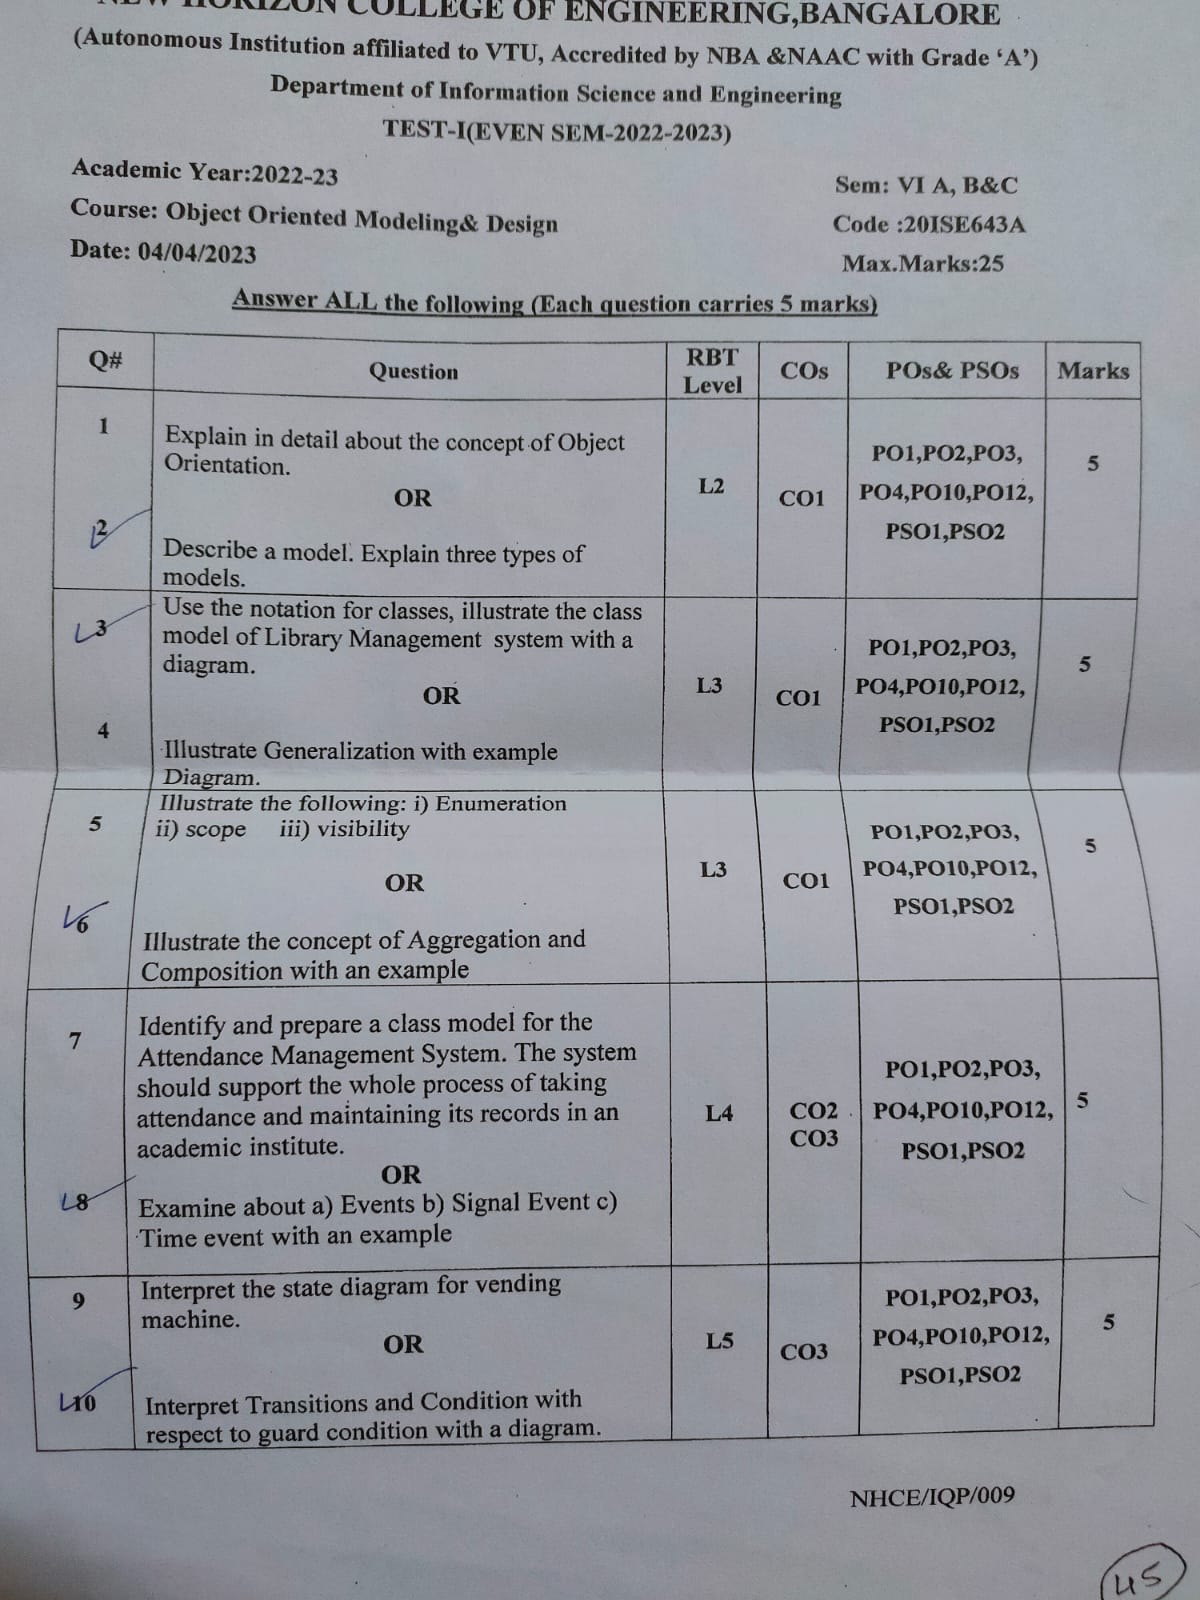 NEW HORIZON COLLEGE OF ENGINEERING,BANGALORE
(Autonomous Institution affiliated to VTU, Accredited by NBA &NAAC with Grade ‘A’)
Department of Information Science and Engineering
TEST-I(EVEN SEM-2022-2023)
Academic Year:2022-23
Sem: VI A, B&C
Course: Object Oriented Modeling& Design
Code :20ISE643A
Date: 04/04/2023
Max.Marks:25
Answer ALL the following (Each question carries 5 marks)
Q# Question RBT Level COs POs& PSOs Marks
1
Explain in detail about the concept of Object
Orientation.
OR
2
Describe a model. Explain three types of
models.
L2
CO1
PO1,PO2,PO3,
PO4,PO10,PO12,
PSO1,PSO2
5
3
Use the notation for classes, illustrate the class
model of Library Management system with a
diagram.
OR
4
Illustrate Generalization with example
Diagram.
L3
CO1
PO1,PO2,PO3,
PO4,PO10,PO12,
PSO1,PSO2
5
5
Illustrate the following: i) Enumeration
ii) scope iii) visibility
OR
6
Illustrate the concept of Aggregation and
Composition with an example
L3
CO1
PO1,PO2,PO3,
PO4,PO10,PO12,
PSO1,PSO2
5
7
Identify and prepare a class model for the
Attendance Management System. The system
should support the whole process of taking
attendance and maintaining its records in an
academic institute.
OR
8
Examine about a) Events b) Signal Event c)
Time event with an example
L4
CO2
CO3
PO1,PO2,PO3,
PO4,PO10,PO12,
PSO1,PSO2
5
9
Interpret the state diagram for vending
machine.
OR
10
Interpret Transitions and Condition with
respect to guard condition with a diagram.
L5
CO3
PO1,PO2,PO3,
PO4,PO10,PO12,
PSO1,PSO2
5
NHCE/IQP/009
45